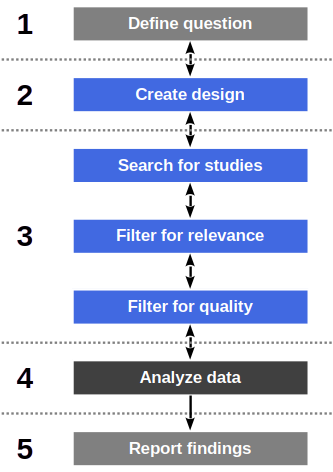 1
Define question
2
Create design
Search for studies
3
Filter for relevance
Filter for quality
4
Analyze data
5
Report findings